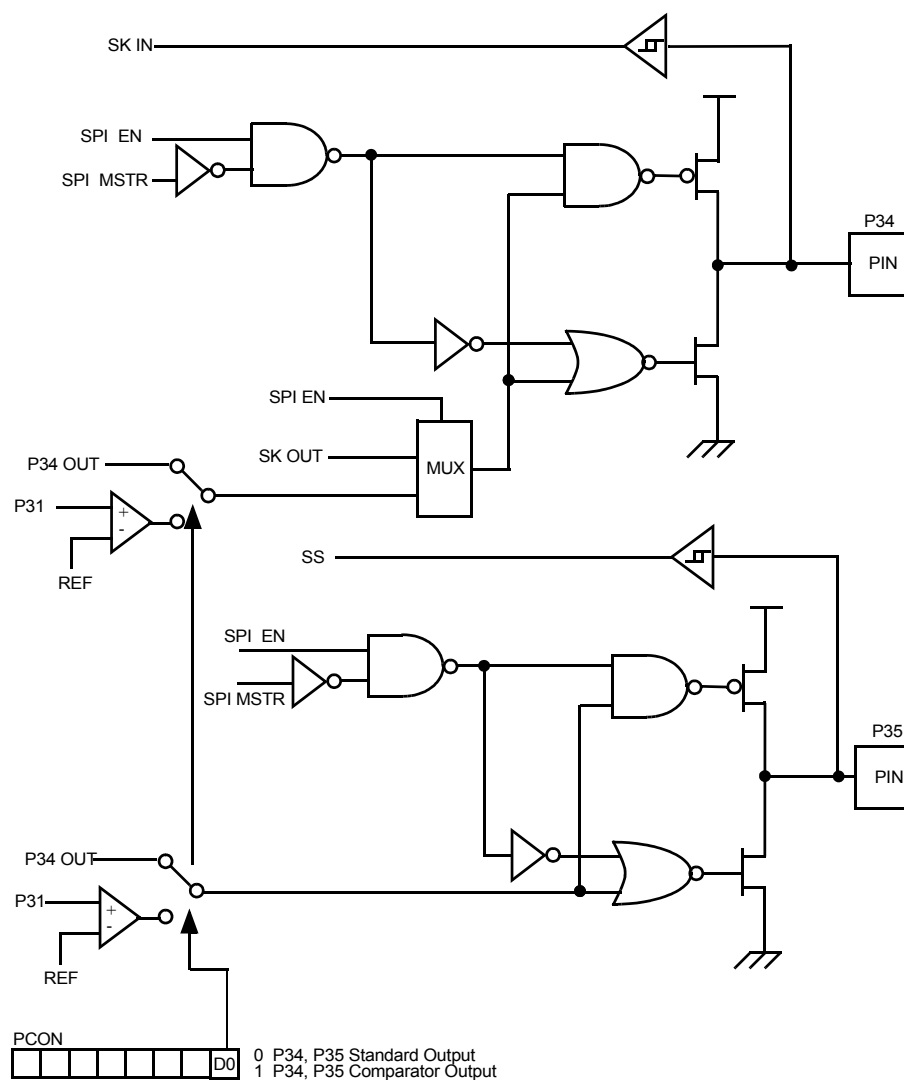 SK IN
SPI EN
SPI MSTR
P34
PIN
SPI EN
SK OUT
MUX
P34 OUT
P31
+
-
REF
SS
SPI EN
SPI MSTR
P35
PIN
P34 OUT
P31
+
-
REF
PCON
D0
0 P34, P35 Standard Output
1 P34, P35 Comparator Output